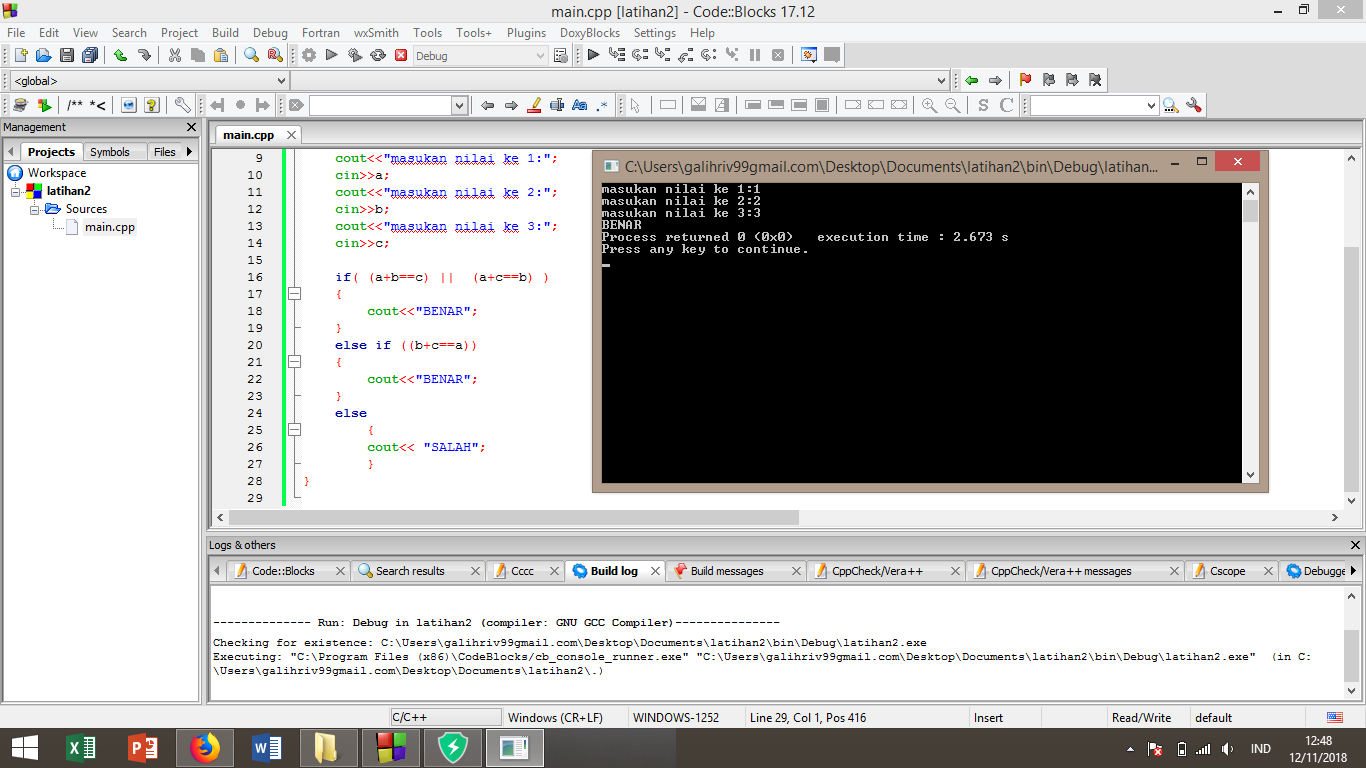 main.cpp [latihan2] - Code::Blocks 17.12
File Edit View Search Project Build Debug Fortran wxSmith Tools Tools+ Plugins DoxyBlocks Settings Help
Debug
<global>
/** *<
Aa .*
S C
Management
main.cpp
Projects Symbols Files
Workspace
latihan2
Sources
main.cpp
9 cout<<"masukan nilai ke 1:";
10 cin>>a;
11 cout<<"masukan nilai ke 2:";
12 cin>>b;
13 cout<<"masukan nilai ke 3:";
14 cin>>c;
15
16 if( (a+b==c) || (a+c==b) )
17 {
18 cout<<"BENAR";
19 }
20 else if ((b+c==a))
21 {
22 cout<<"BENAR";
23 }
24 else
25 {
26 cout<< "SALAH";
27 }
28 }
29
C:\Users\galihriv99gmail.com\Desktop\Documents\latihan2\bin\Debug\latihan...
masukan nilai ke 1:1
masukan nilai ke 2:2
masukan nilai ke 3:3
BENAR
Process returned 0 (0x0)   execution time : 2.673 s
Press any key to continue.
Logs & others
Code::Blocks Search results Cccc Build log Build messages CppCheck/Vera++ CppCheck/Vera++ messages Cscope Debugge
-------------- Run: Debug in latihan2 (compiler: GNU GCC Compiler)---------------
Checking for existence: C:\Users\galihriv99gmail.com\Desktop\Documents\latihan2\bin\Debug\latihan2.exe
Executing: "C:\Program Files (x86)\CodeBlocks/cb_console_runner.exe" "C:\Users\galihriv99gmail.com\Desktop\Documents\latihan2\bin\Debug\latihan2.exe"  (in C:
\Users\galihriv99gmail.com\Desktop\Documents\latihan2\.)
C/C++ Windows (CR+LF) WINDOWS-1252 Line 29, Col 1, Pos 416 Insert Read/Write default
IND
12:48
12/11/2018